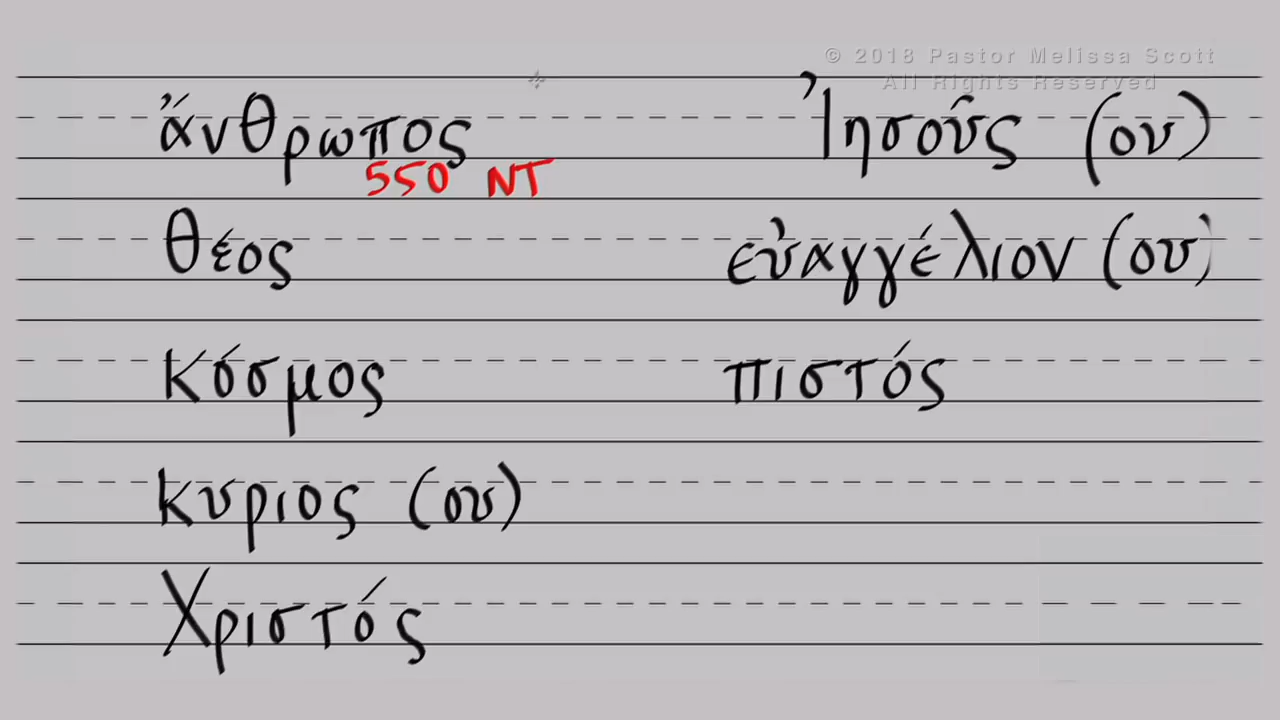 © 2018 Pastor Melissa Scott
All Rights Reserved
ἄνθρωπος
550 NT
θέος
κόσμος
κυριος (ου)
Χριστός
Ἰησοῦς (ου)
εὐαγγέλιον (ου)
πιστός